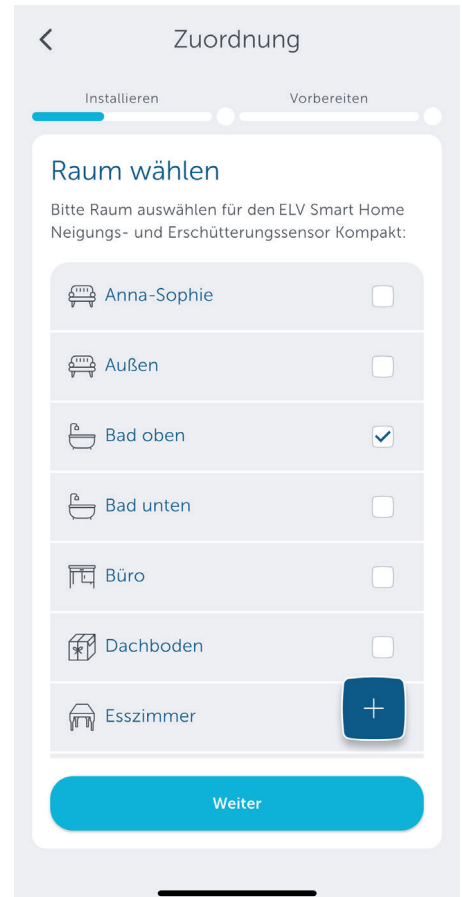 Zuordnung
Installieren Vorbereiten
Raum wählen
Bitte Raum auswählen für den ELV Smart Home
Neigungs- und Erschütterungssensor Kompakt:
Anna-Sophie
Außen
Bad oben
Bad unten
Büro
Dachboden
Esszimmer
Weiter